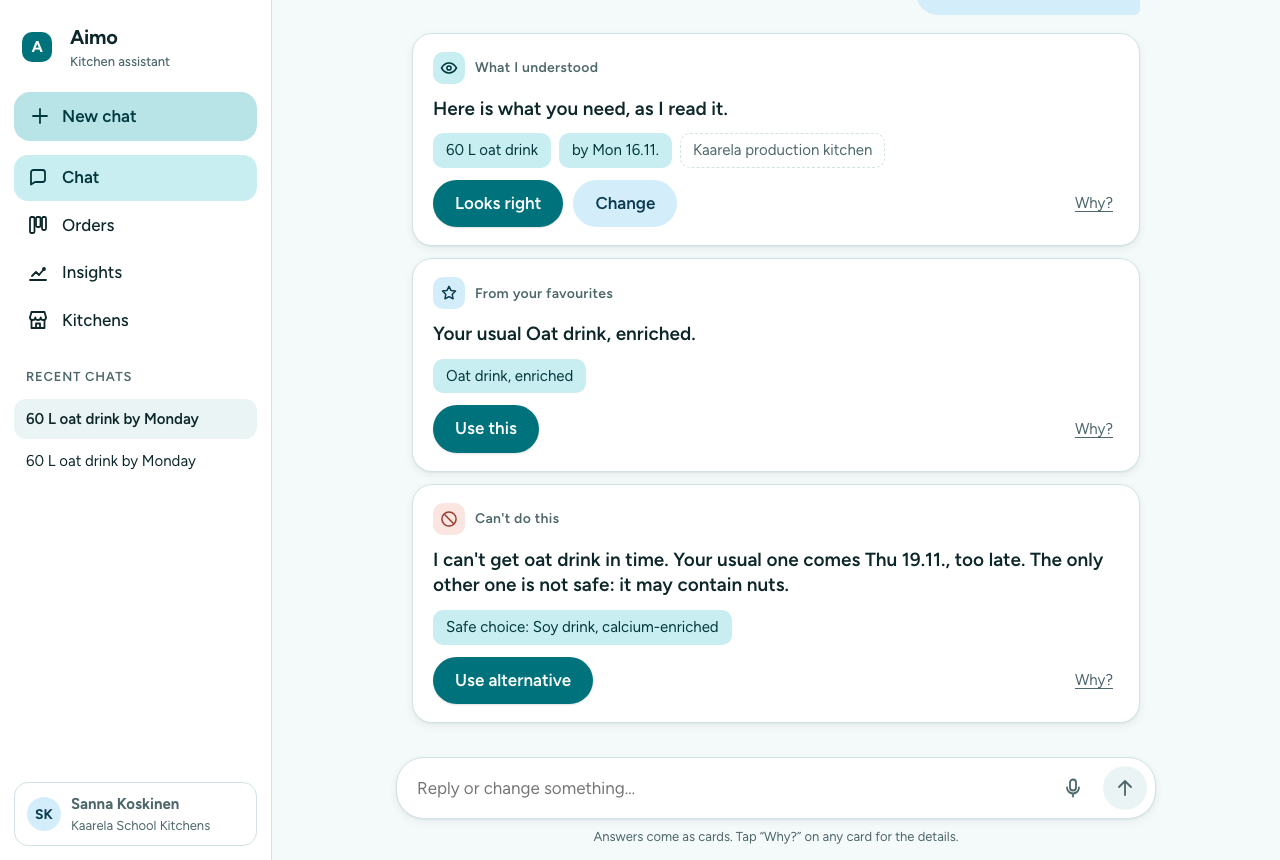 A
Aimo
Kitchen assistant
New chat
Chat
Orders
Insights
Kitchens
RECENT CHATS
60 L oat drink by Monday
60 L oat drink by Monday
SK
Sanna Koskinen
Kaarela School Kitchens
What I understood
Here is what you need, as I read it.
60 L oat drink
by Mon 16.11.
Kaarela production kitchen
Looks right
Change
Why?
From your favourites
Your usual Oat drink, enriched.
Oat drink, enriched
Use this
Why?
Can't do this
I can't get oat drink in time. Your usual one comes Thu 19.11., too late. The only
other one is not safe: it may contain nuts.
Safe choice: Soy drink, calcium-enriched
Use alternative
Why?
Reply or change something...
Answers come as cards. Tap “Why?” on any card for the details.